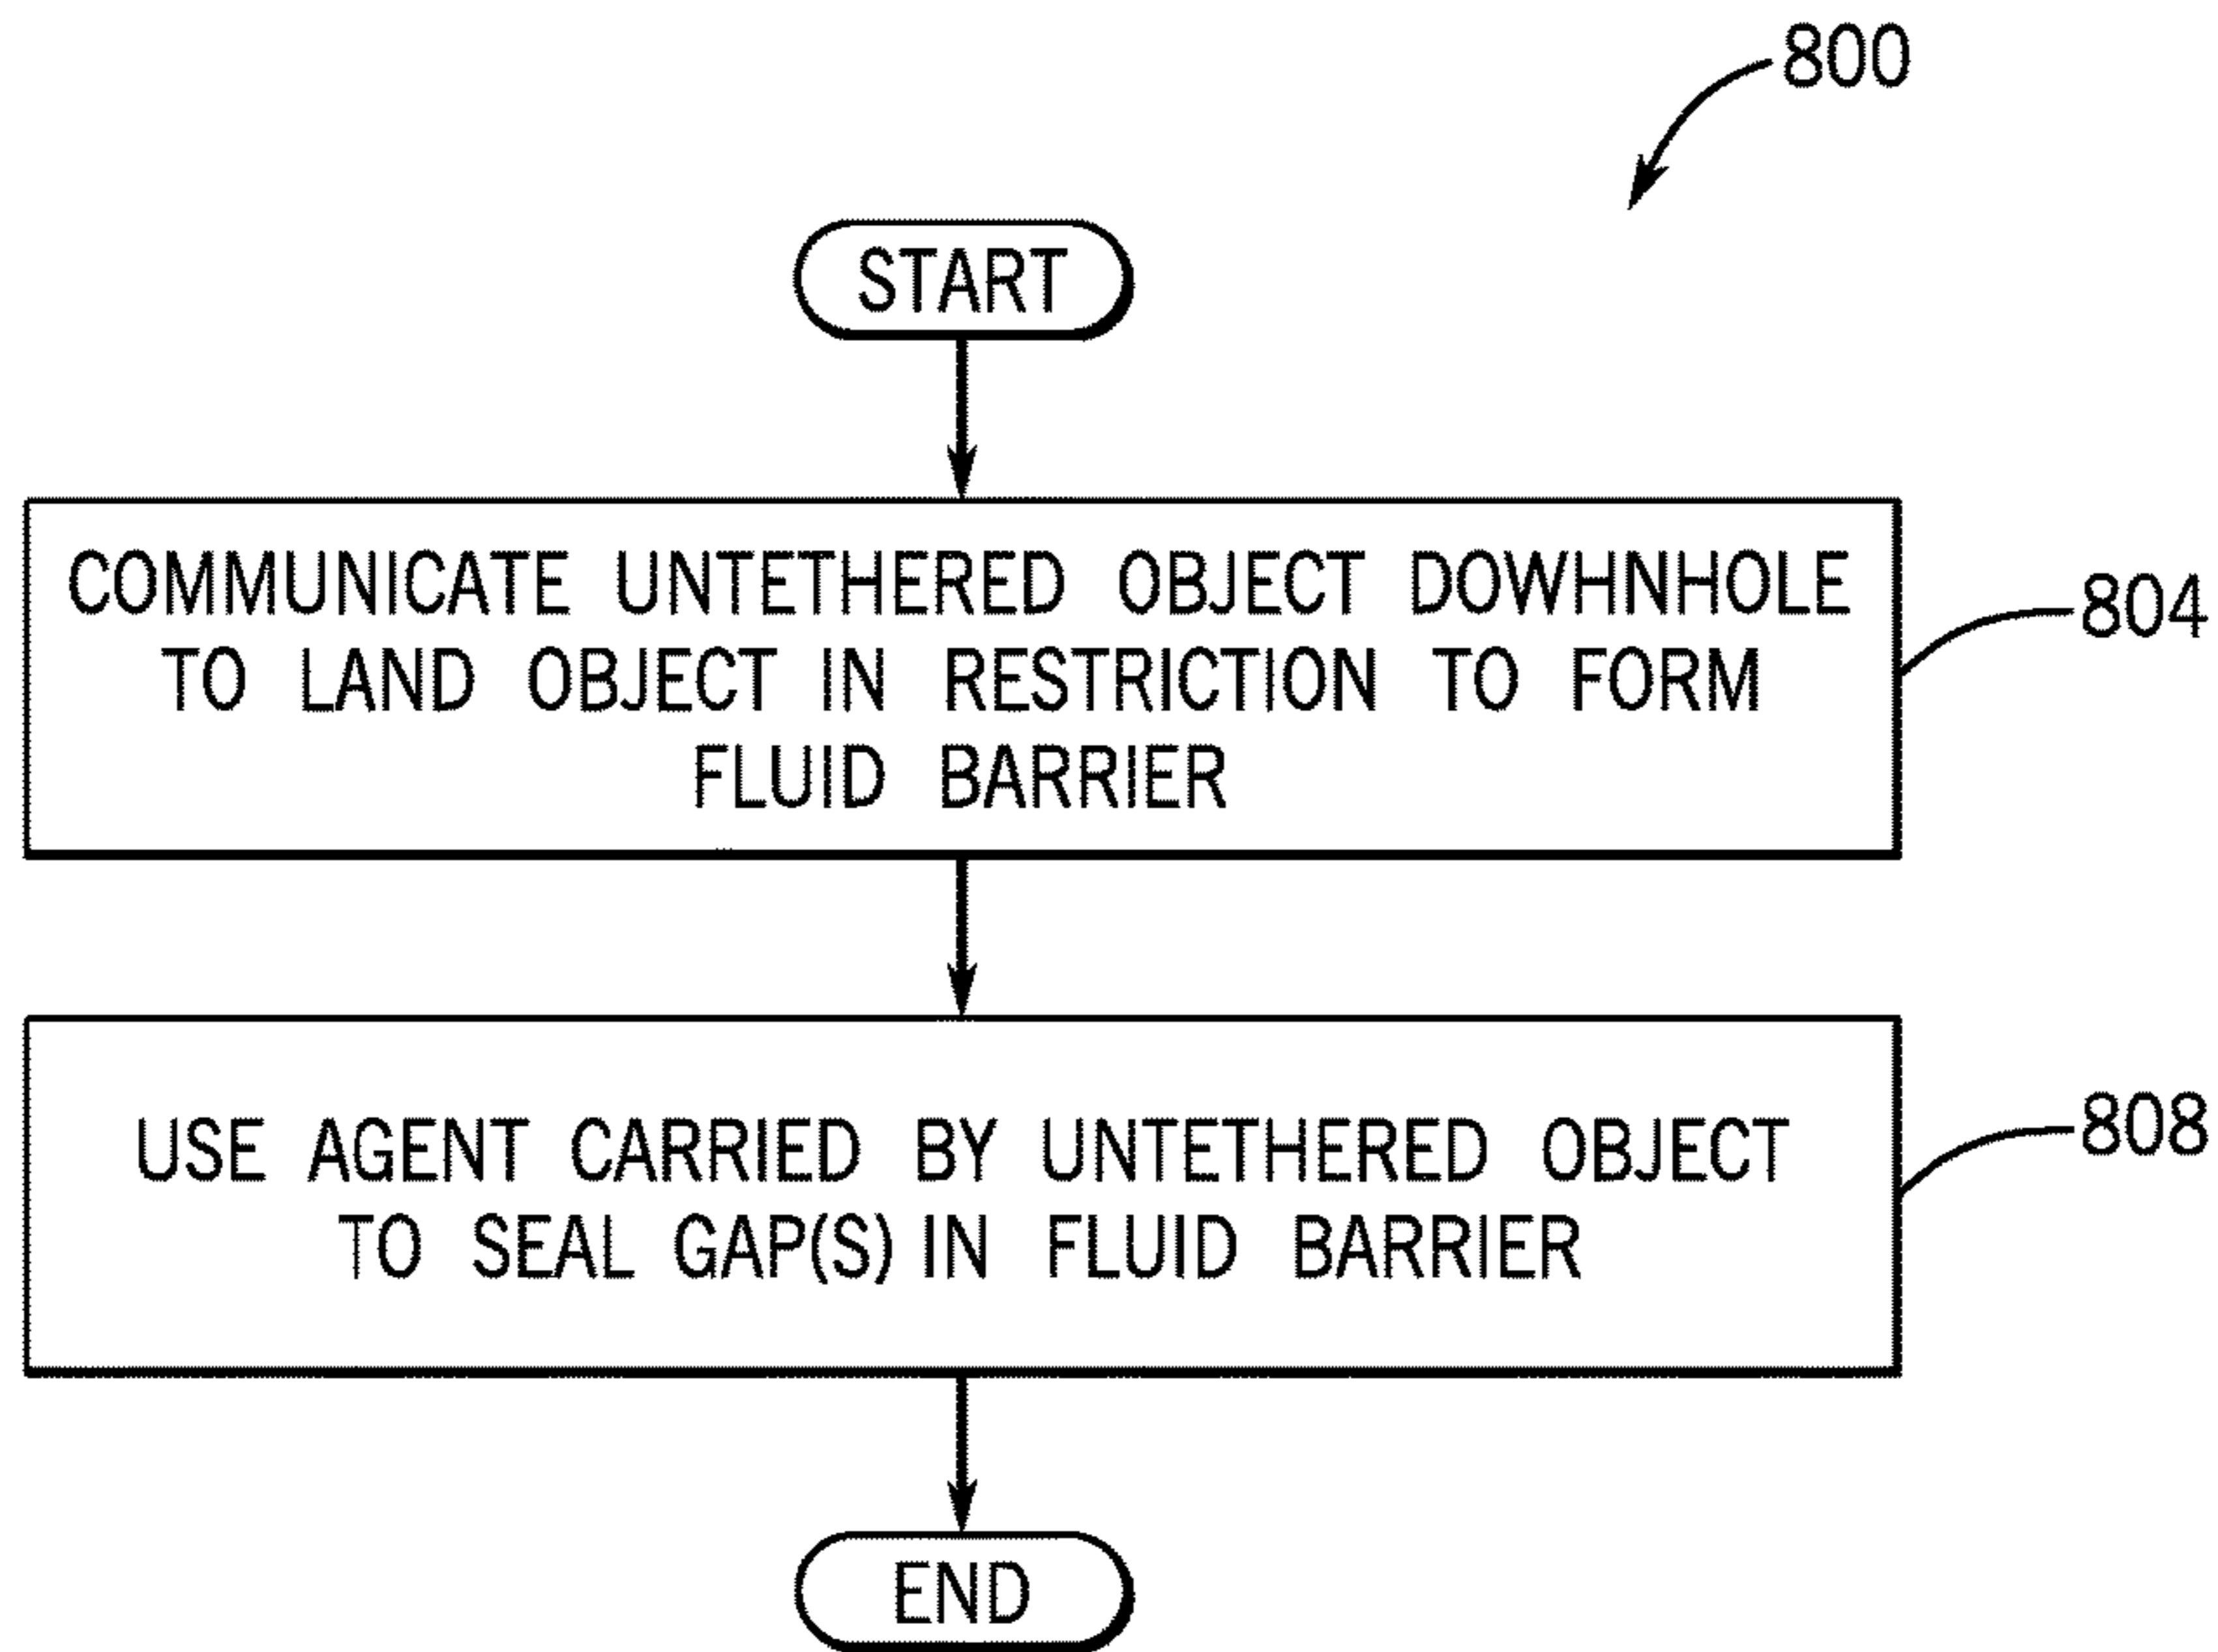 800
START
COMMUNICATE UNTETHERED OBJECT DOWHNHOLE
TO LAND OBJECT IN RESTRICTION TO FORM
FLUID BARRIER
804
USE AGENT CARRIED BY UNTETHERED OBJECT
TO SEAL GAP(S) IN FLUID BARRIER
808
END